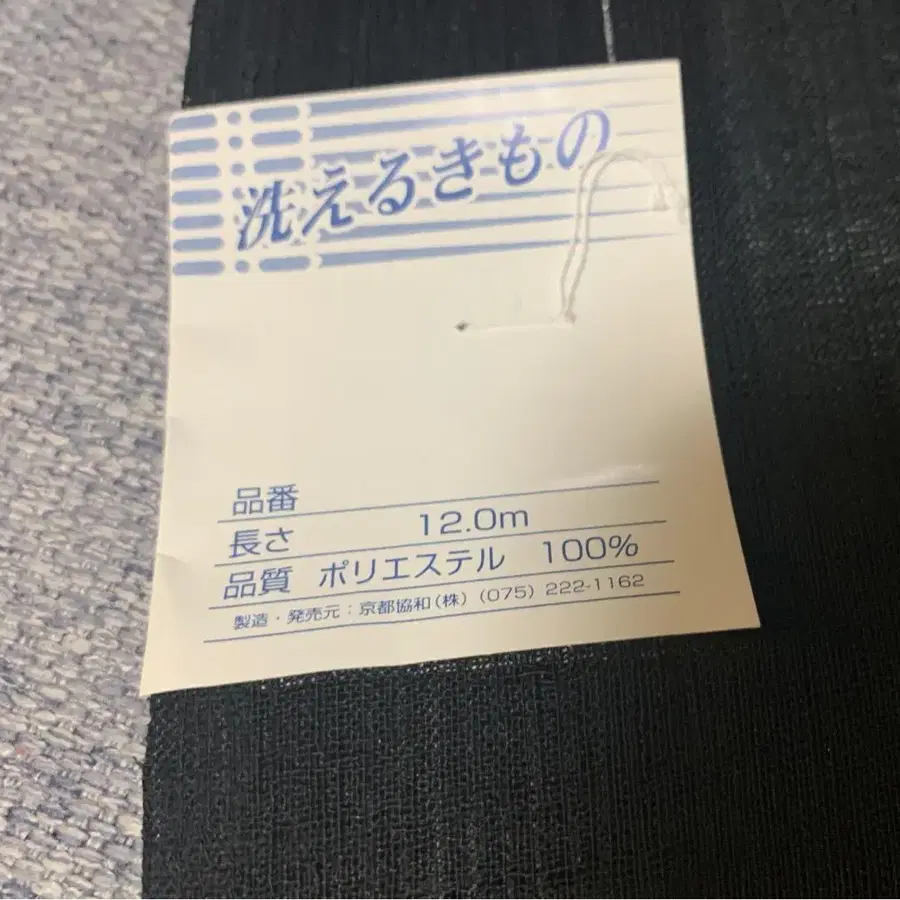 洗えるきもの
品番
長さ 12.0m
品質 ポリエステル 100%
製造・発売元：京都協和(株) (075) 222-1162